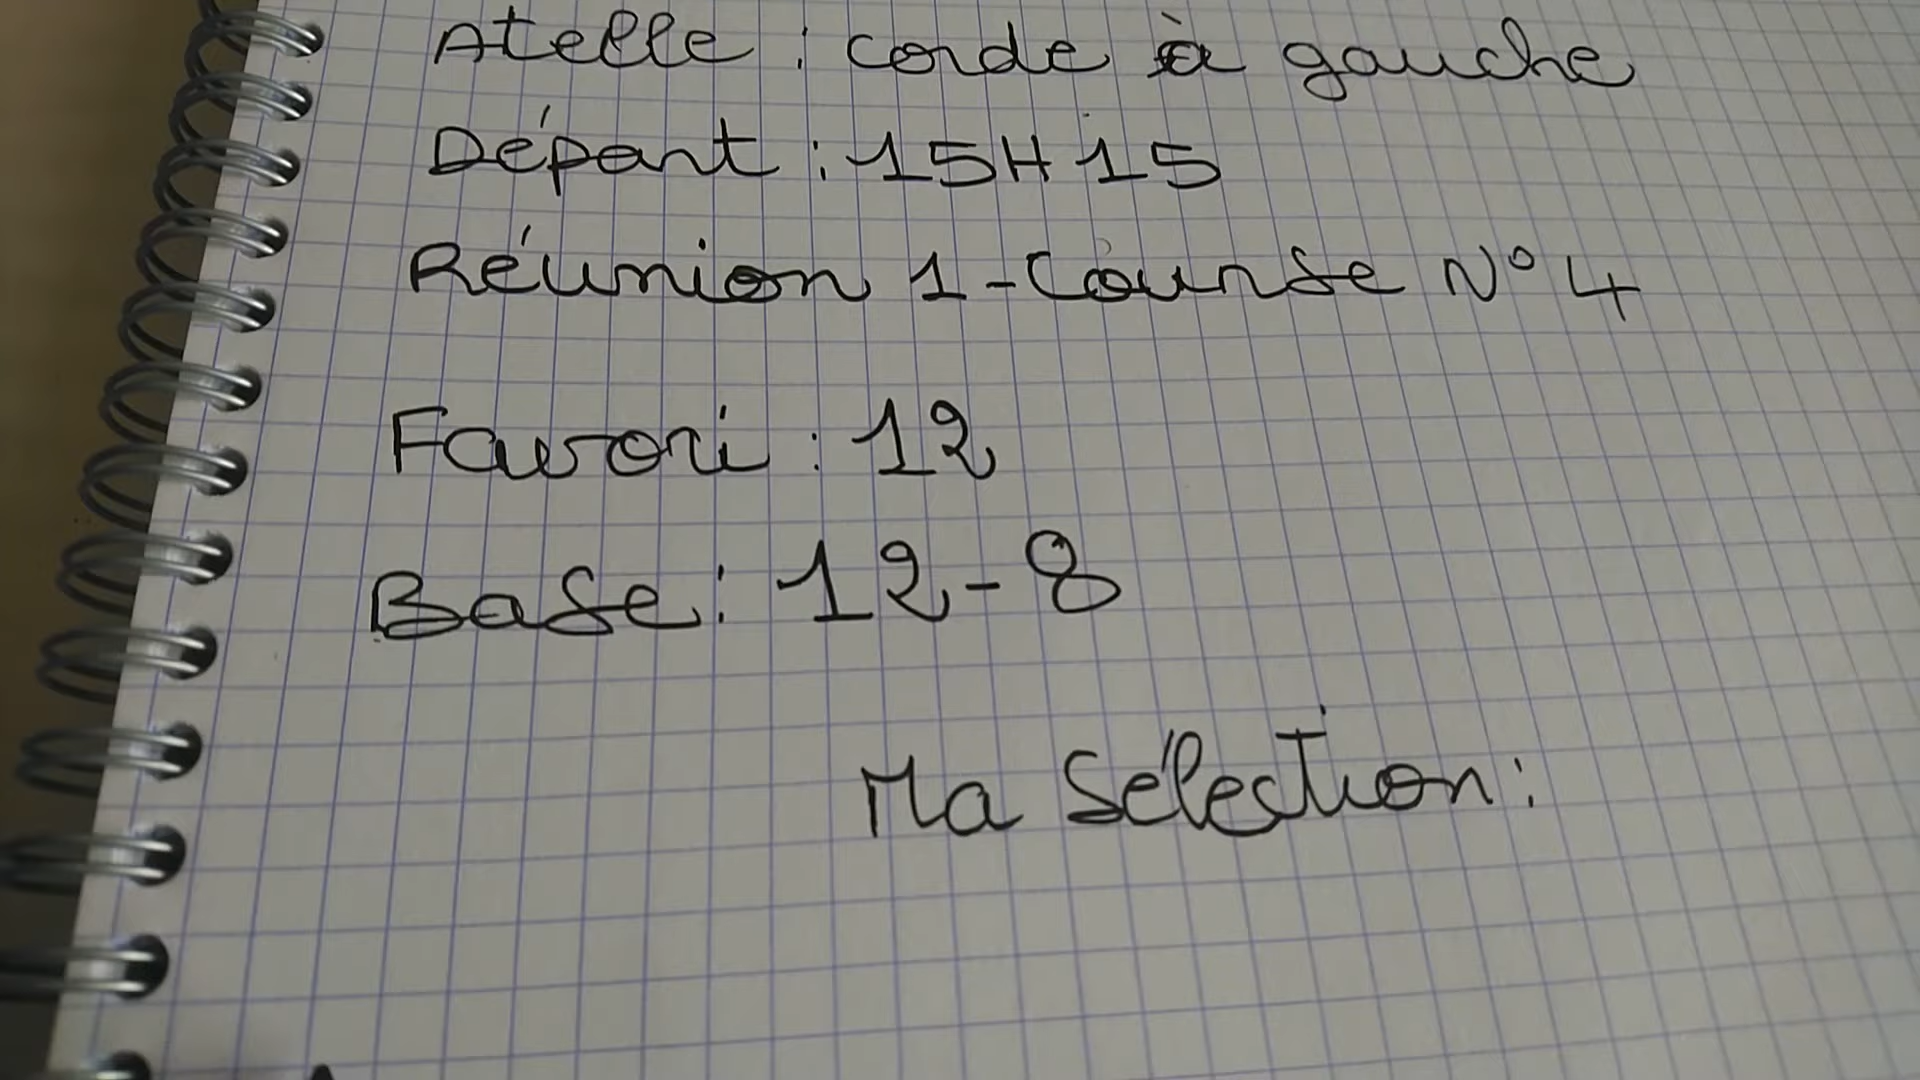 Atelle : corde à gauche
Départ : 15H15
Réunion 1 - Course N° 4
Favori : 12
Base : 12 - 8
Ma Sélection :